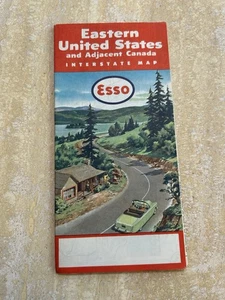 Eastern
United States
and Adjacent Canada
INTERSTATE MAP
Esso